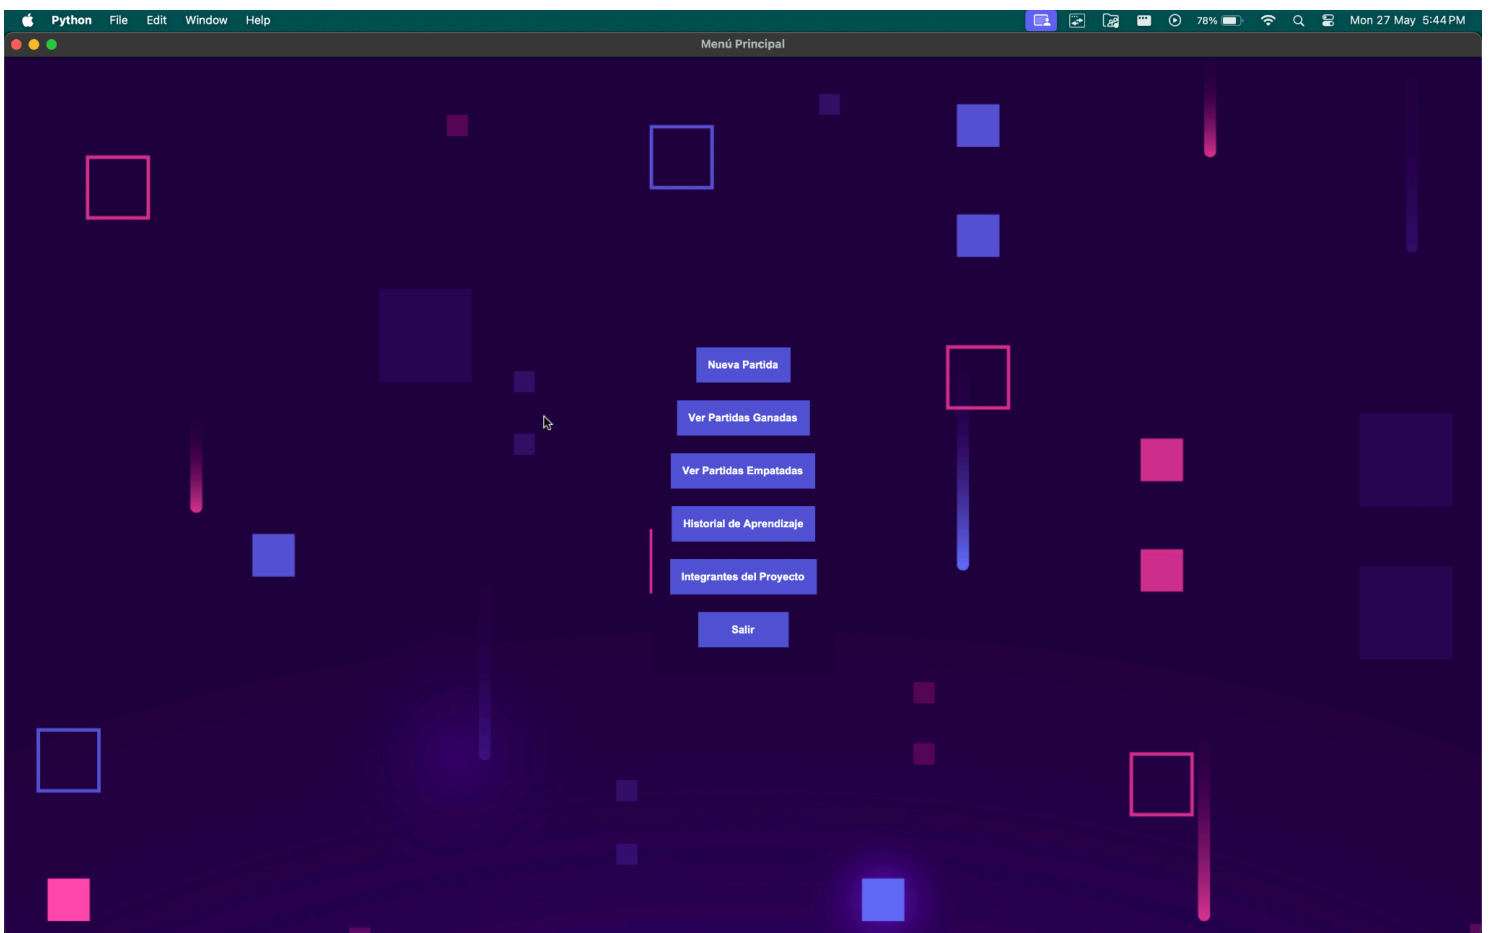 Python File Edit Window Help 78% Mon 27 May 5:44 PM
Menú Principal
Nueva Partida
Ver Partidas Ganadas
Ver Partidas Empatadas
Historial de Aprendizaje
Integrantes del Proyecto
Salir